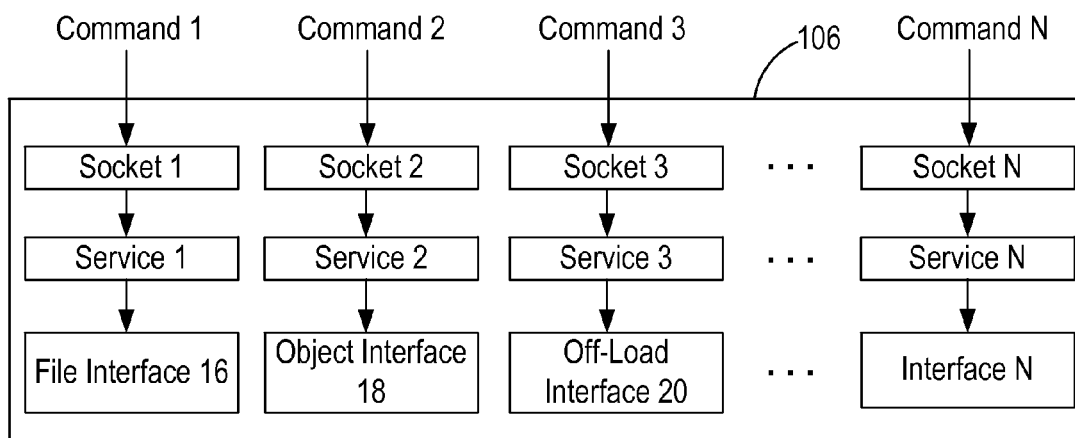 Command 1
Command 2
Command 3
Command N
106
Socket 1
Socket 2
Socket 3
. . .
Socket N
Service 1
Service 2
Service 3
. . .
Service N
File Interface 16
Object Interface
18
Off-Load
Interface 20
. . .
Interface N